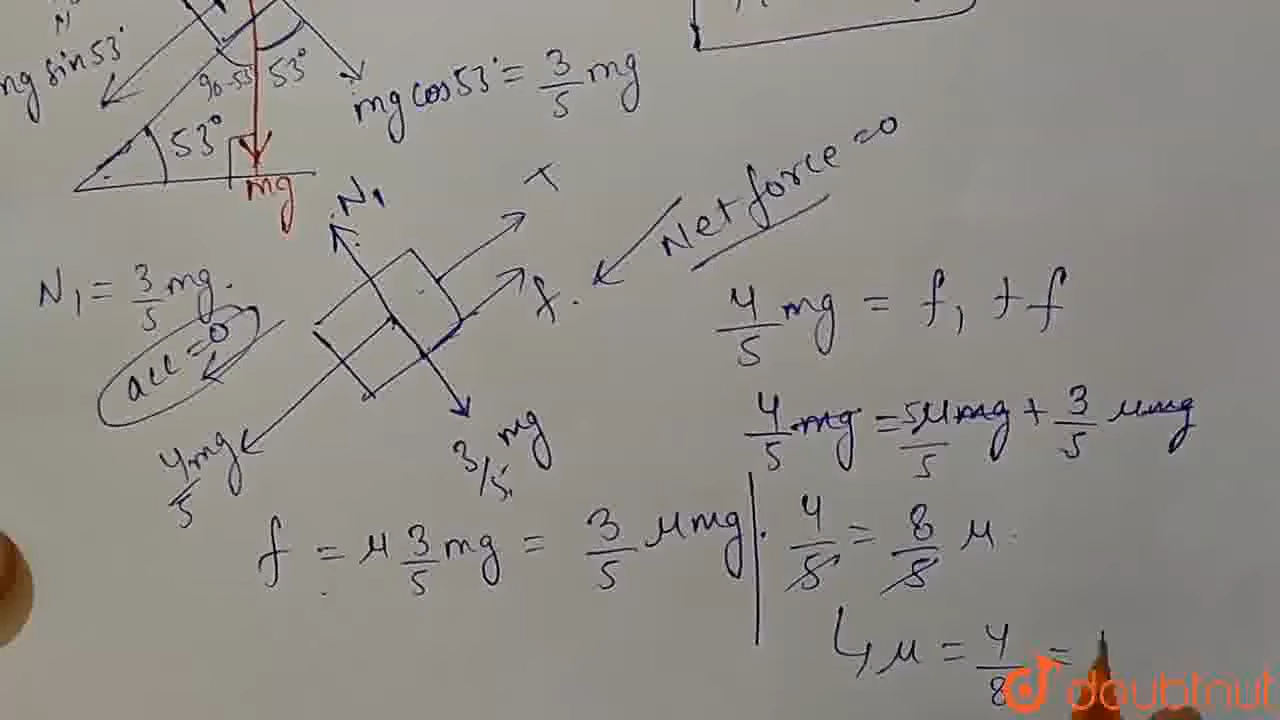 mg sin53°
90-53° 53°
mg cos53° = 3/5 mg
53°
mg
N₁
T
Net force = 0
N₁ = 3/5 mg.
f.
acc = 0
4/5 mg = f₁ + f
4/5 mg
3/5 mg
4/5 mg = 5μmg/5 + 3/5 μmg
f = μ 3/5 mg = 3/5 μmg.
4/5 = 8/5 μ.
μ = 4/8 =
doubtnut